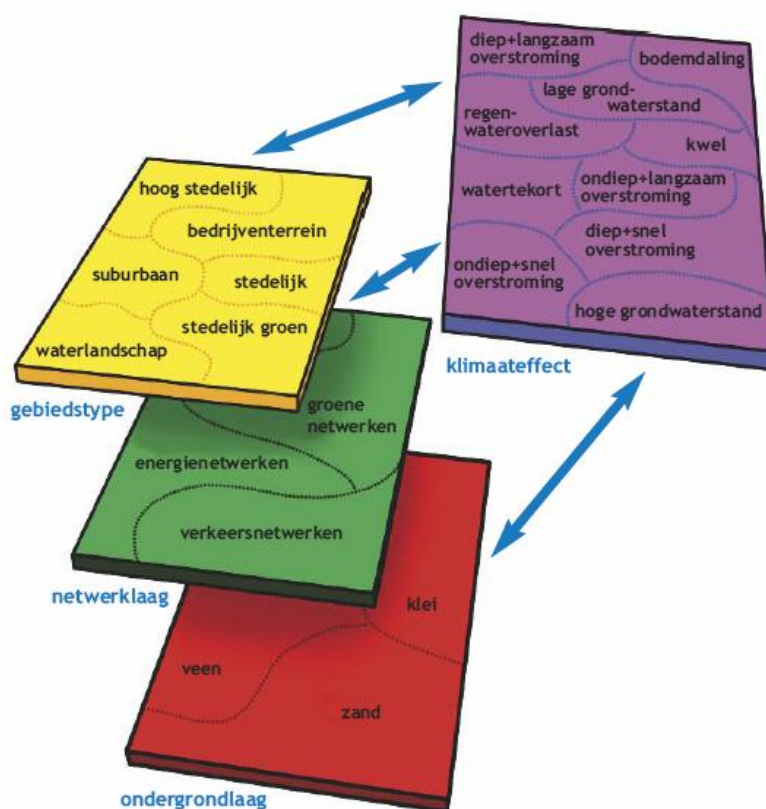 diep+langzaam
overstroming
bodemdaling
lage grond-
waterstand
regen-
wateroverlast
kwel
watertekort
ondiep+langzaam
overstroming
diep+snel
overstroming
ondiep+snel
overstroming
hoge grondwaterstand
klimaateffect
hoog stedelijk
bedrijventerrein
suburbaan
stedelijk
stedelijk groen
waterlandschap
gebiedstype
groene
netwerken
energienetwerken
verkeersnetwerken
netwerklaag
klei
veen
zand
ondergrondlaag